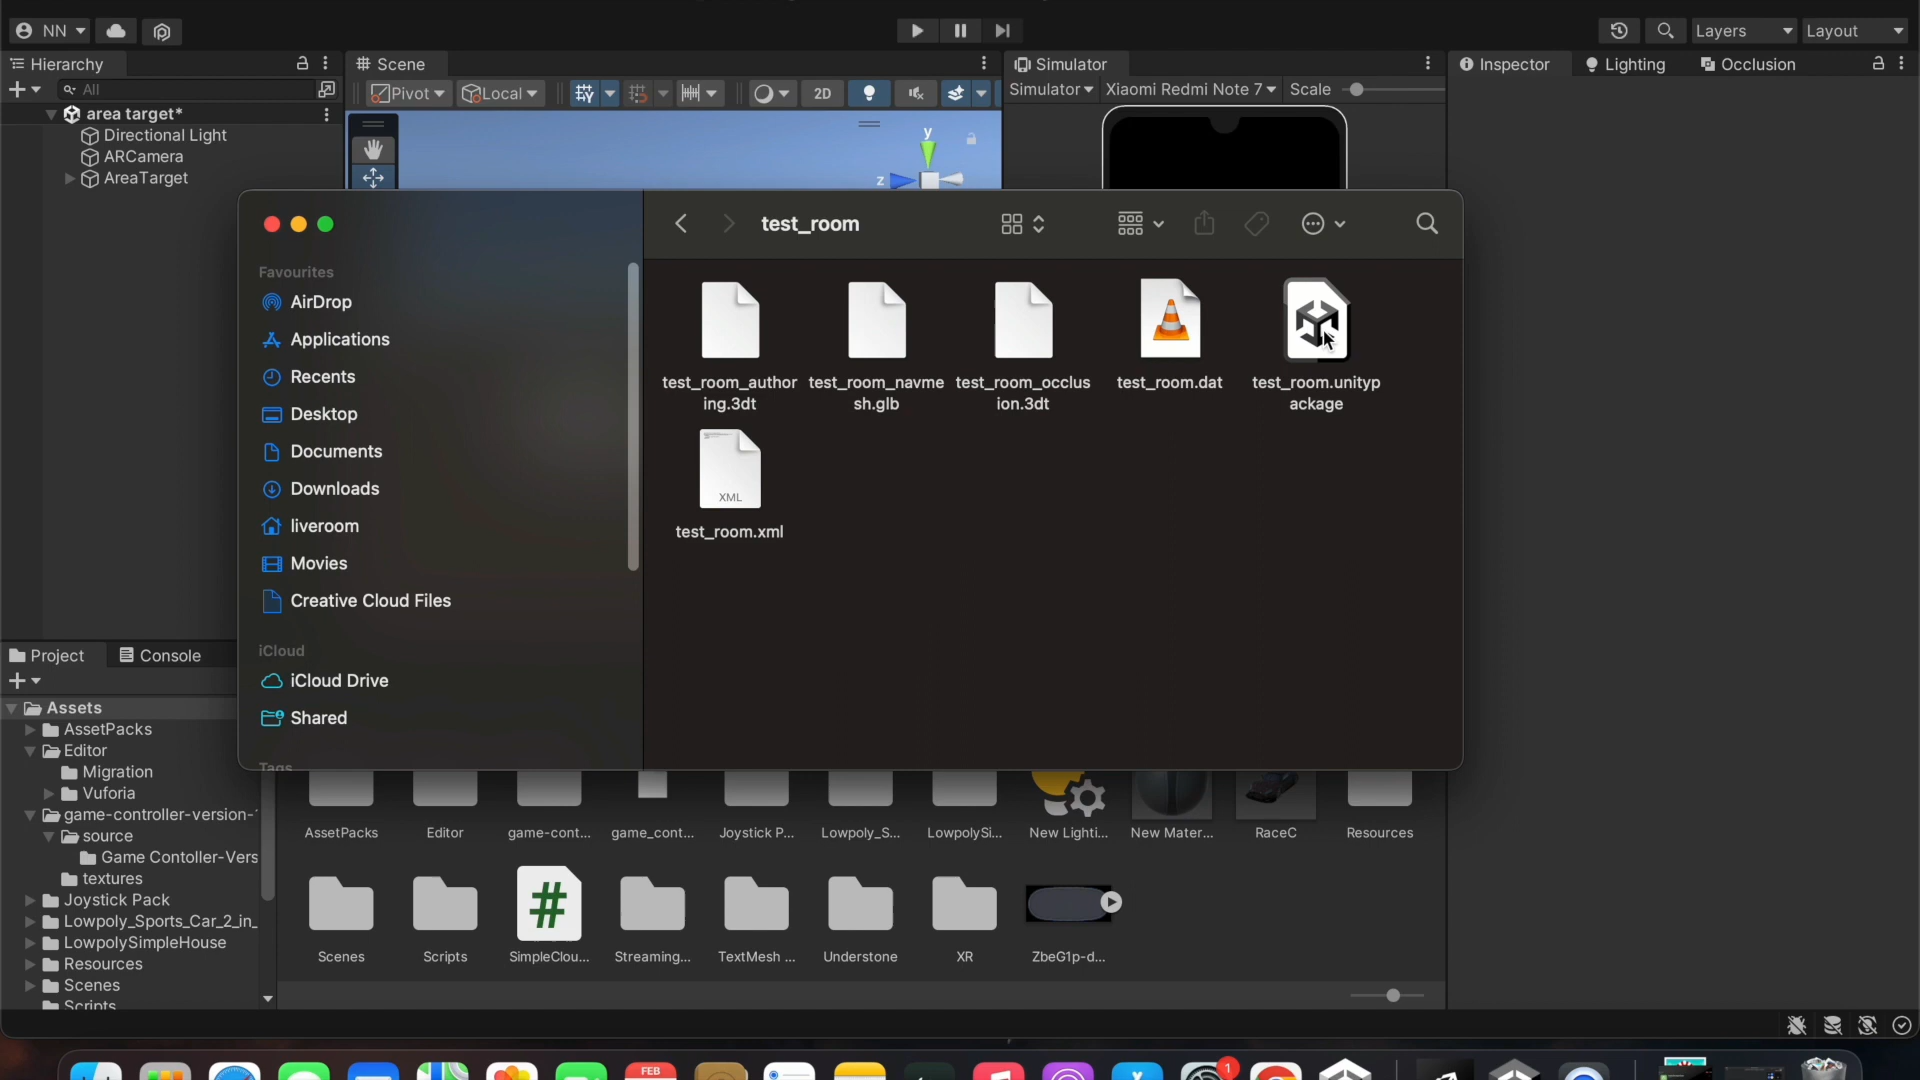 NN
Layers
Layout
Hierarchy
Scene
Simulator
Inspector
Lighting
Occlusion
All
Pivot
Local
2D
Simulator
Xiaomi Redmi Note 7
Scale
area target*
Directional Light
ARCamera
AreaTarget
y
z
test_room
Favourites
AirDrop
Applications
Recents
Desktop
Documents
Downloads
liveroom
Movies
Creative Cloud Files
iCloud
iCloud Drive
Shared
Tags
test_room_author
ing.3dt
test_room_navme
sh.glb
test_room_occlus
ion.3dt
test_room.dat
test_room.unityp
ackage
XML
test_room.xml
Project
Console
Assets
AssetPacks
Editor
Migration
Vuforia
game-controller-version-
source
Game Contoller-Vers
textures
Joystick Pack
Lowpoly_Sports_Car_2_in_
LowpolySimpleHouse
Resources
Scenes
Scripts
AssetPacks
Editor
game-cont...
game_cont...
Joystick P...
Lowpoly_S...
LowpolySi...
New Lighti...
New Mater...
RaceC
Resources
#
Scenes
Scripts
SimpleClou...
Streaming...
TextMesh ...
Understone
XR
ZbeG1p-d...
FEB
1